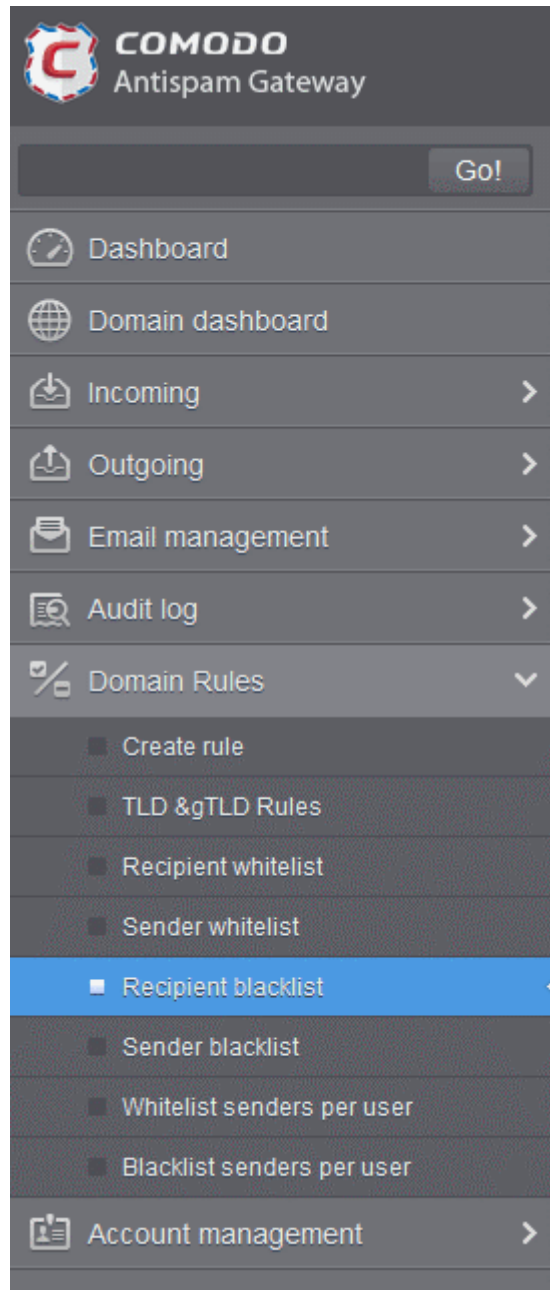 COMODO
Antispam Gateway
Go!
Dashboard
Domain dashboard
Incoming
Outgoing
Email management
Audit log
Domain Rules
Create rule
TLD &gTLD Rules
Recipient whitelist
Sender whitelist
Recipient blacklist
Sender blacklist
Whitelist senders per user
Blacklist senders per user
Account management